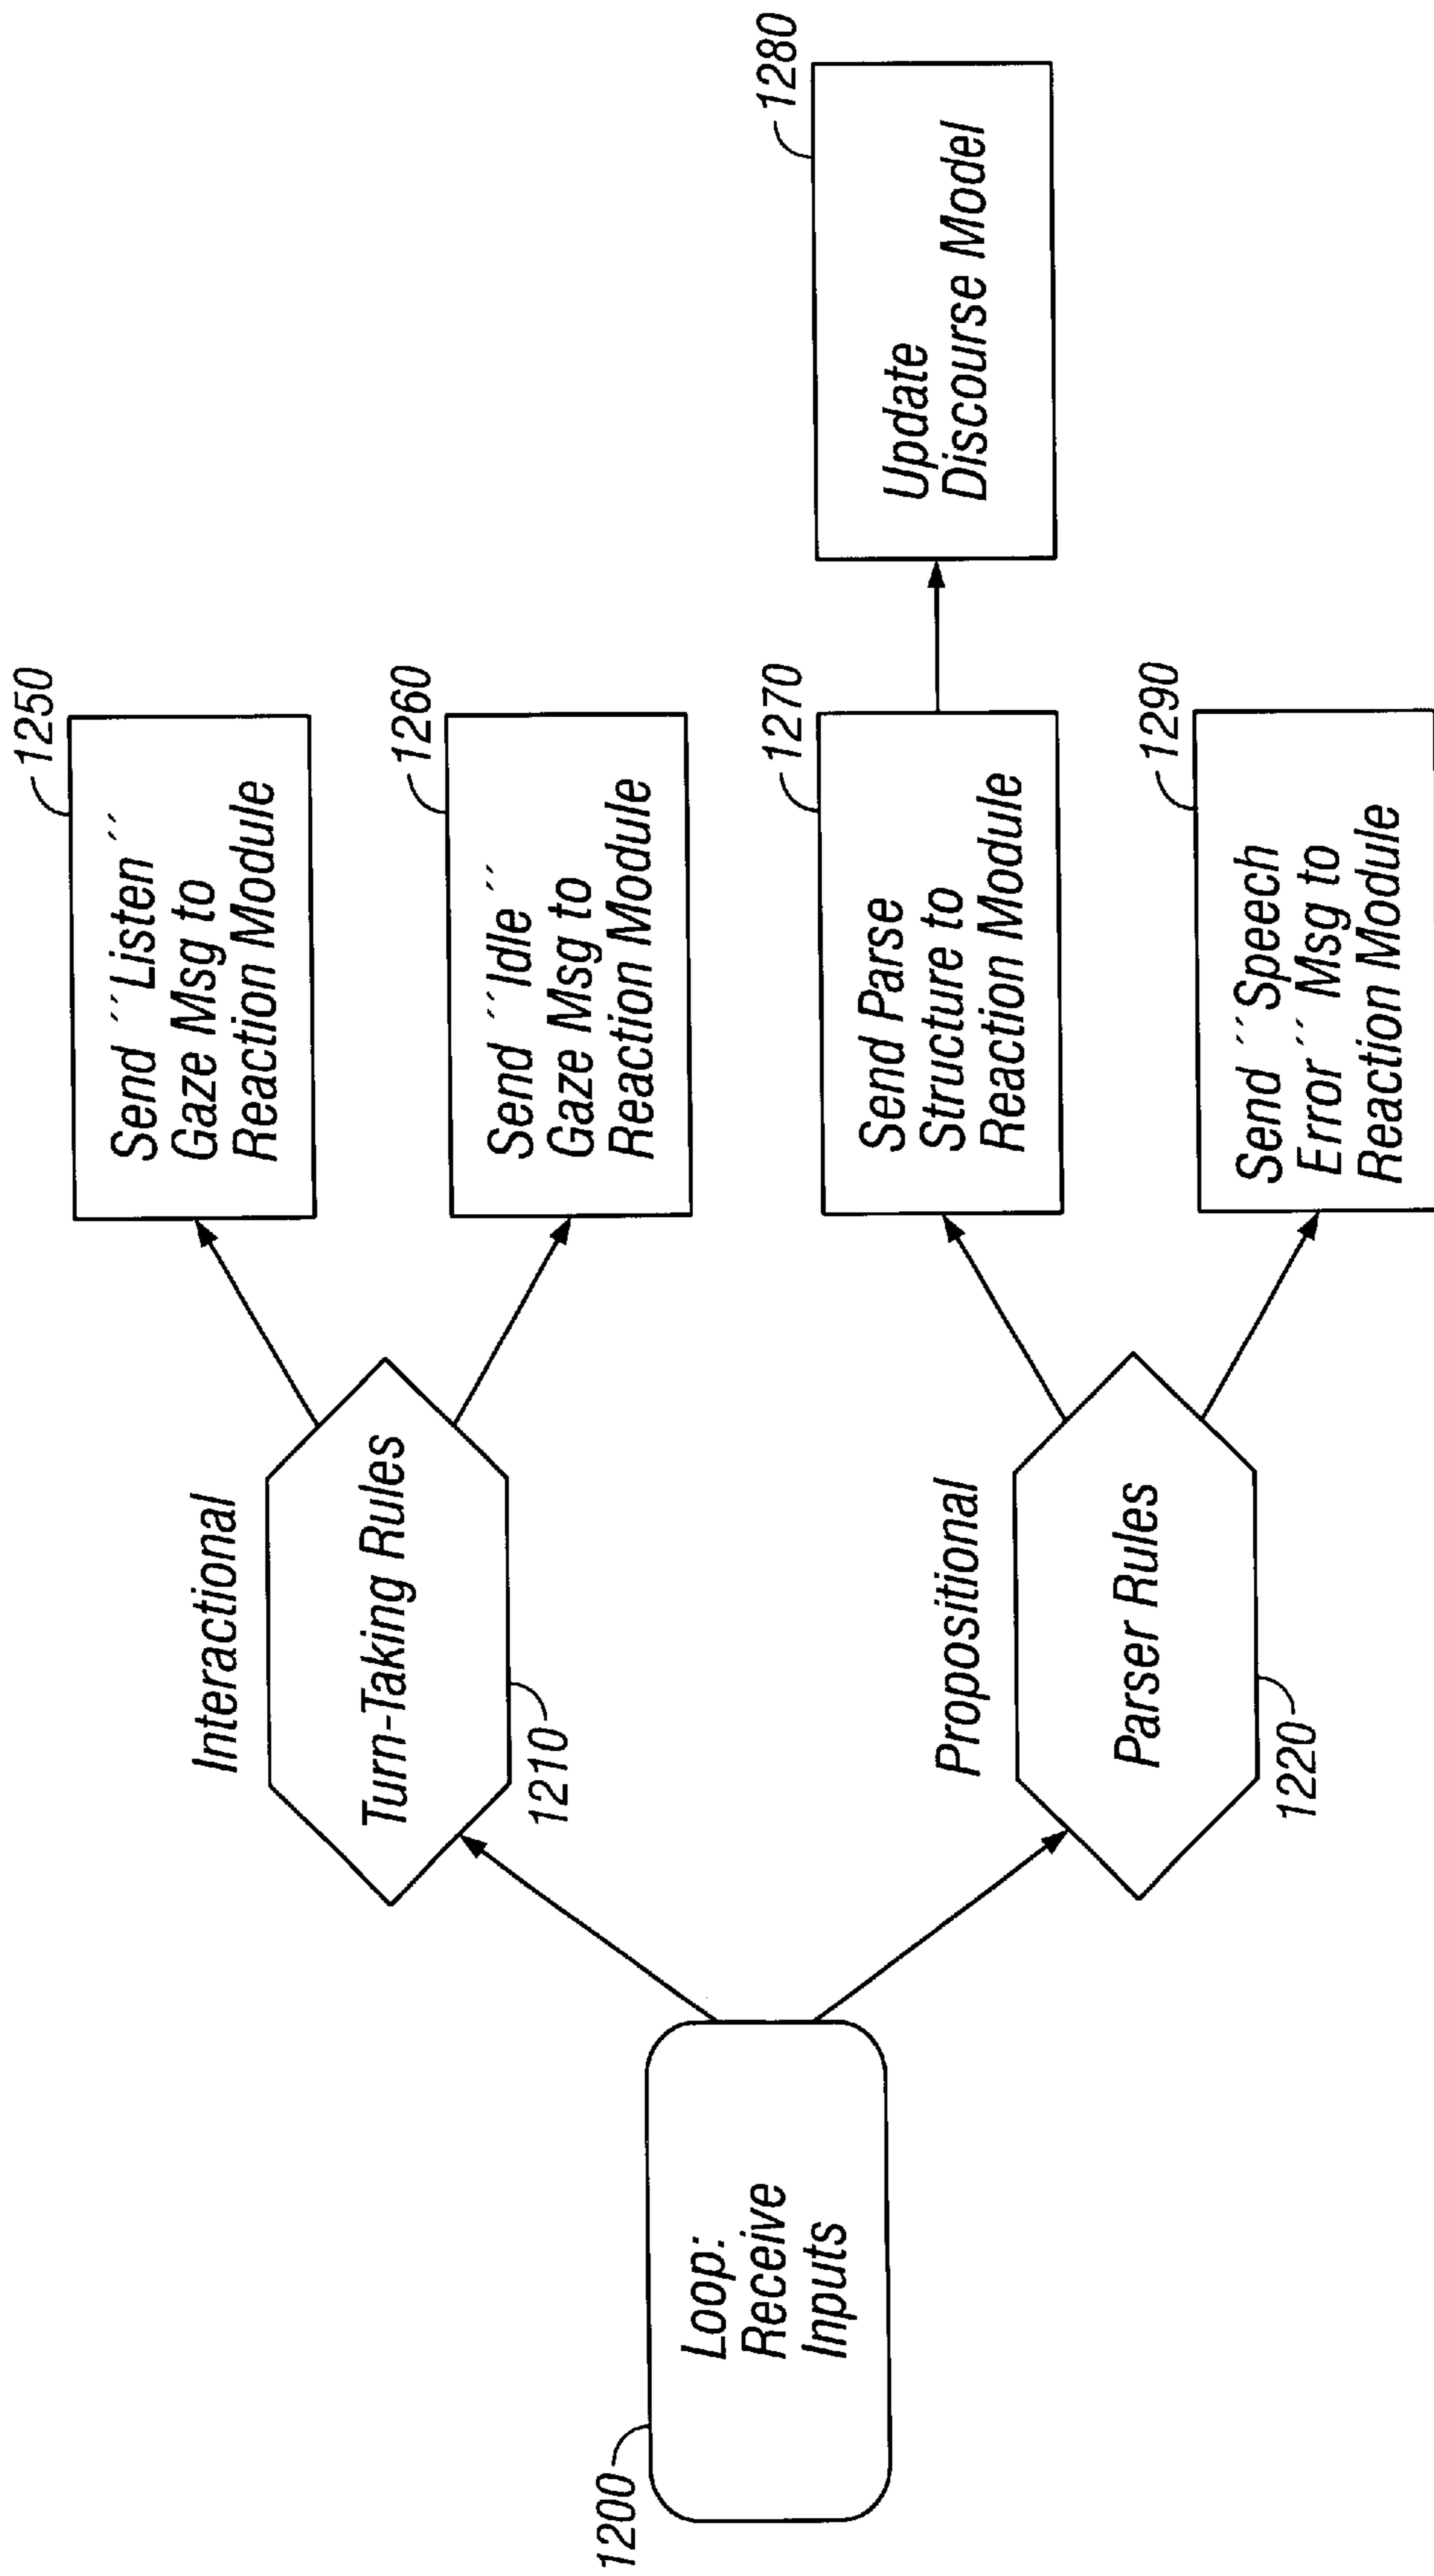 1200
Loop:
Receive
Inputs
Interactional
Turn-Taking Rules
1210
Propositional
Parser Rules
1220
1250
Send ˝Listen˝
Gaze Msg to
Reaction Module
1260
Send ˝Idle˝
Gaze Msg to
Reaction Module
1270
Send Parse
Structure to
Reaction Module
1280
Update
Discourse Model
1290
Send ˝Speech
Error˝ Msg to
Reaction Module